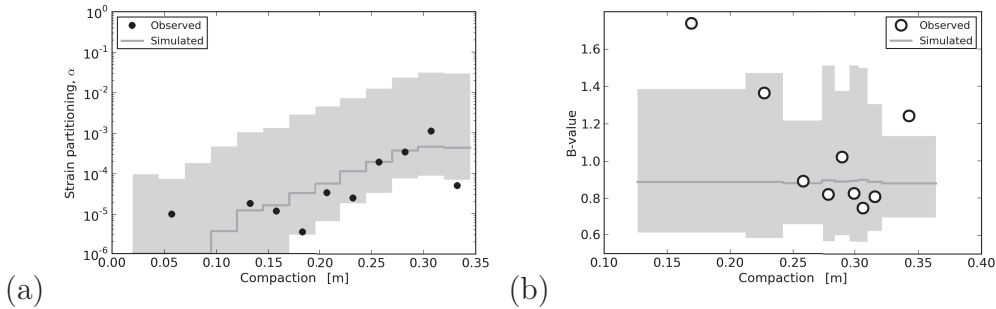 Observed
Simulated
10⁰
10⁻¹
10⁻²
10⁻³
10⁻⁴
10⁻⁵
10⁻⁶
Strain partitioning, α
0.00 0.05 0.10 0.15 0.20 0.25 0.30 0.35
Compaction [m]
(a)
Observed
Simulated
1.6
1.4
1.2
1.0
0.8
0.6
B-value
0.10 0.15 0.20 0.25 0.30 0.35 0.40
Compaction [m]
(b)